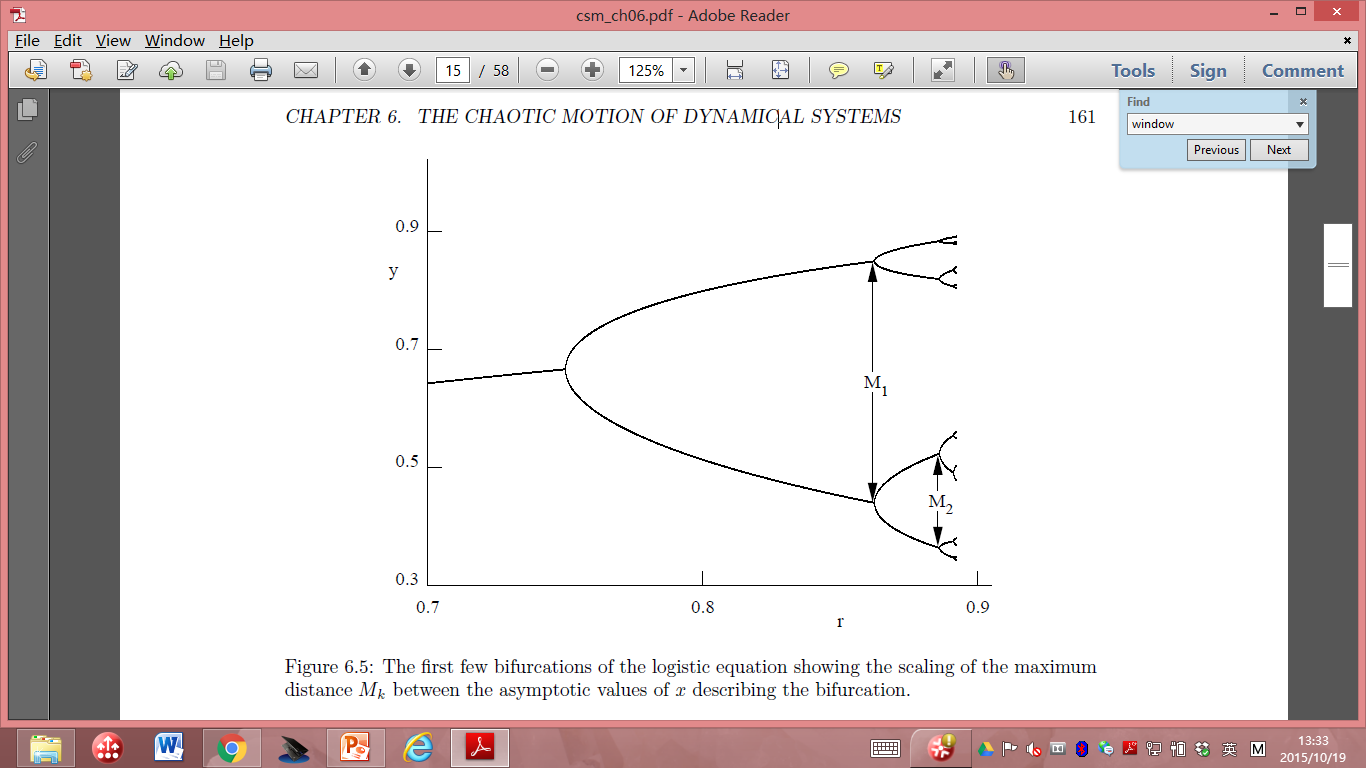 csm_ch06.pdf - Adobe Reader
File Edit View Window Help
15 / 58 125% Tools Sign Comment
Find
window
Previous Next
CHAPTER 6. THE CHAOTIC MOTION OF DYNAMICAL SYSTEMS 161
0.9
y
0.7
0.5
0.3
M1
M2
0.7 0.8 0.9
r
Figure 6.5: The first few bifurcations of the logistic equation showing the scaling of the maximum
distance Mk between the asymptotic values of x describing the bifurcation.
英 M
13:33
2015/10/19